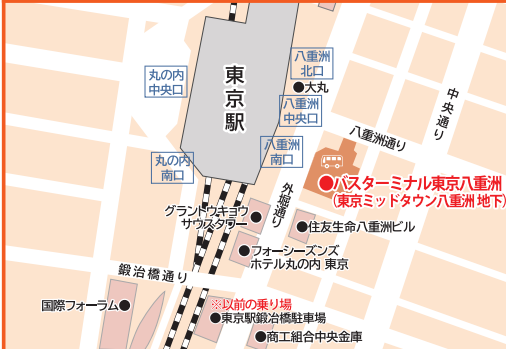 東京駅
丸の内
中央口
丸の内
南口
八重洲
北口
●大丸
八重洲
中央口
八重洲
南口
八重洲通り
中央通り
外堀通り
●バスターミナル東京八重洲
(東京ミッドタウン八重洲 地下)
グラントウキョウ
サウスタワー●
●住友生命八重洲ビル
●フォーシーズンズ
ホテル丸の内 東京
鍛治橋通り
国際フォーラム●
※以前の乗り場
●東京駅鍛冶橋駐車場
●商工組合中央金庫